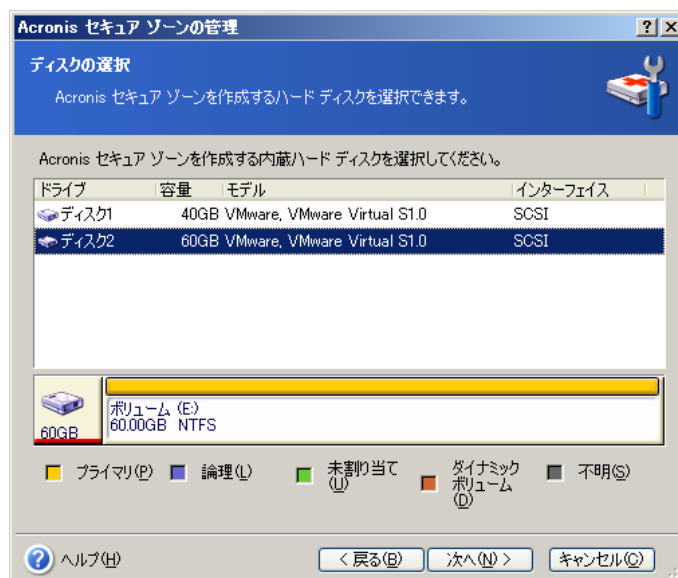 Acronis セキュア ゾーンの管理
ディスクの選択
Acronis セキュア ゾーンを作成するハード ディスクを選択できます。
Acronis セキュア ゾーンを作成する内蔵ハード ディスクを選択してください。
ドライブ 容量 モデル インターフェイス
ディスク1 40GB VMware, VMware Virtual S1.0 SCSI
ディスク2 60GB VMware, VMware Virtual S1.0 SCSI
ボリューム (E:)
60GB 60.00GB NTFS
プライマリ(P) 論理(L) 未割り当て(U) ダイナミック ボリューム(D) 不明(S)
ヘルプ(H) < 戻る(B) 次へ(N) > キャンセル(C)